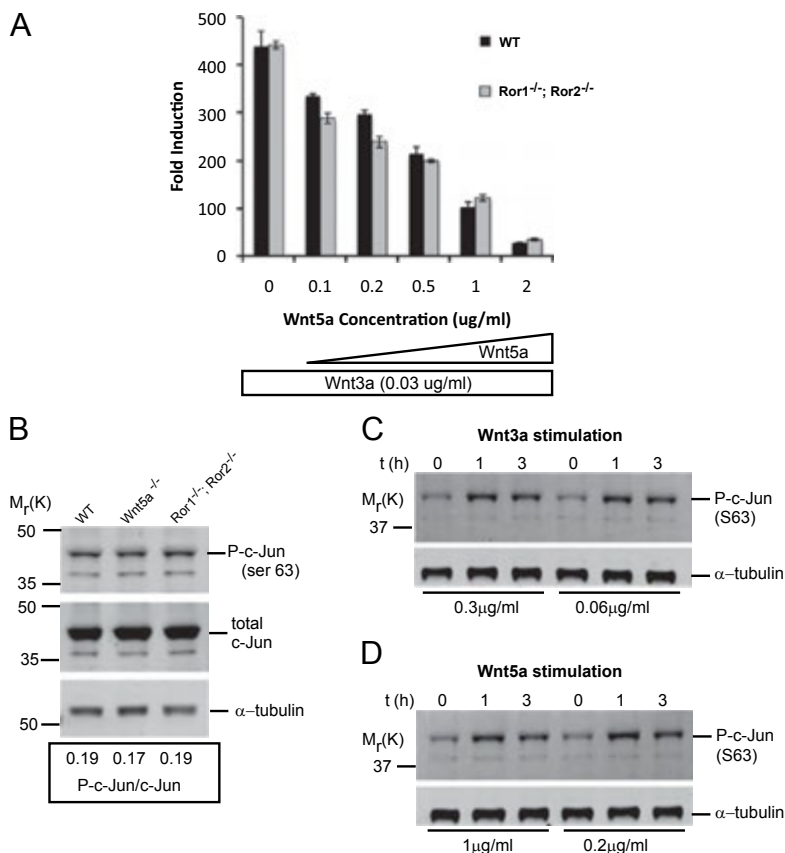 A
500
400
300
200
100
0
Fold Induction
WT
Ror1-/-; Ror2-/-
0 0.1 0.2 0.5 1 2
Wnt5a Concentration (ug/ml)
Wnt5a
Wnt3a (0.03 ug/ml)
B
WT Wnt5a-/- Ror1-/-; Ror2-/-
Mr(K)
50
35
P-c-Jun
(ser 63)
50
35
total
c-Jun
50
α-tubulin
0.19 0.17 0.19
P-c-Jun/c-Jun
C
Wnt3a stimulation
t (h) 0 1 3 0 1 3
Mr(K)
37
P-c-Jun
(S63)
α-tubulin
0.3μg/ml 0.06μg/ml
D
Wnt5a stimulation
t (h) 0 1 3 0 1 3
Mr(K)
37
P-c-Jun
(S63)
α-tubulin
1μg/ml 0.2μg/ml